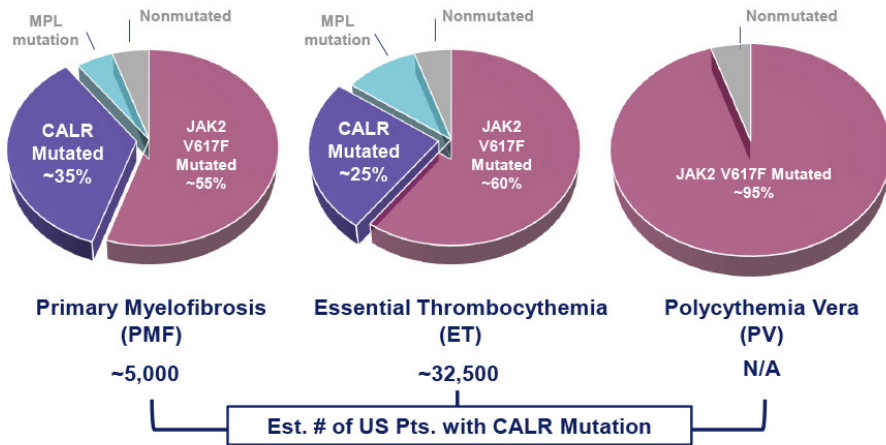 MPL
mutation
Nonmutated
CALR
Mutated
~35%
JAK2
V617F
Mutated
~55%
Primary Myelofibrosis
(PMF)
~5,000
MPL
mutation
Nonmutated
CALR
Mutated
~25%
JAK2
V617F
Mutated
~60%
Essential Thrombocythemia
(ET)
~32,500
Nonmutated
JAK2 V617F Mutated
~95%
Polycythemia Vera
(PV)
N/A
Est. # of US Pts. with CALR Mutation